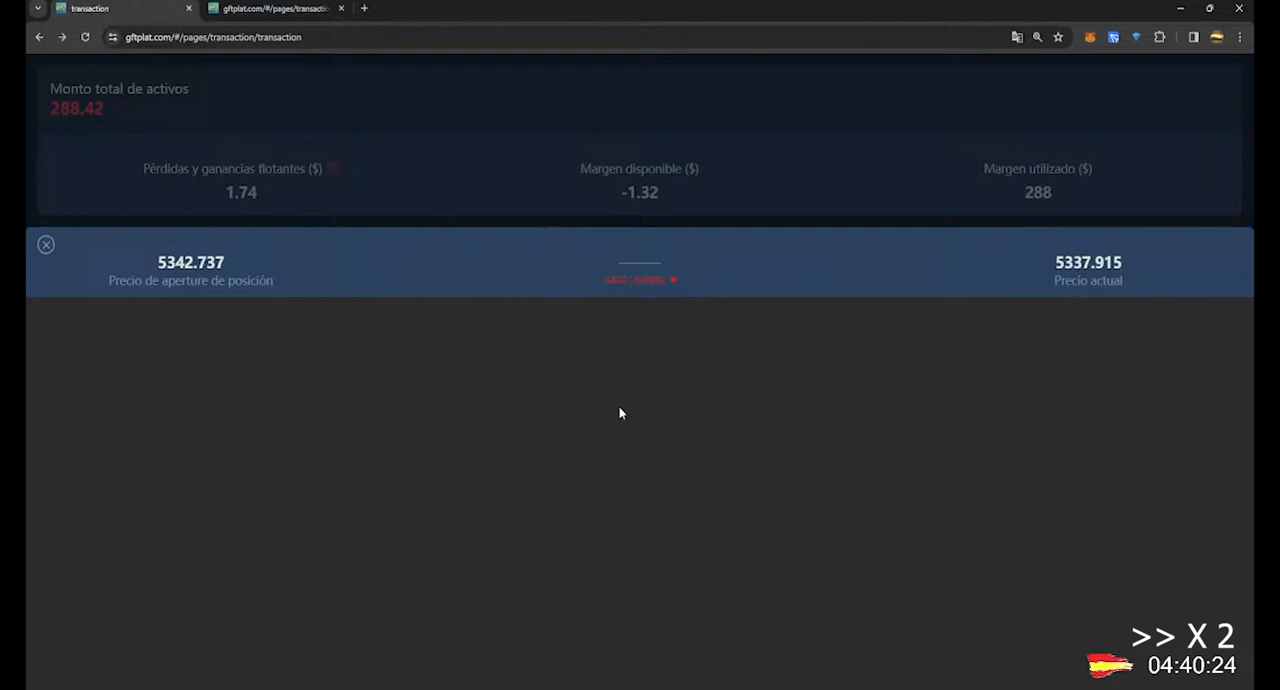 transaction
gftplat.com/#/pages/transactic
gftplat.com/#/pages/transaction/transaction
Monto total de activos
288.42
Pérdidas y ganancias flotantes ($)
Margen disponible ($)
Margen utilizado ($)
1.74
-1.32
288
5342.737
5337.915
Precio de aperture de posición
Precio actual
>> X 2
04:40:24